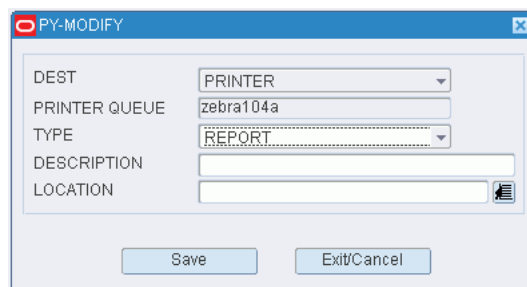 PY-MODIFY
DEST PRINTER
PRINTER QUEUE zebra104a
TYPE REPORT
DESCRIPTION
LOCATION
Save Exit/Cancel